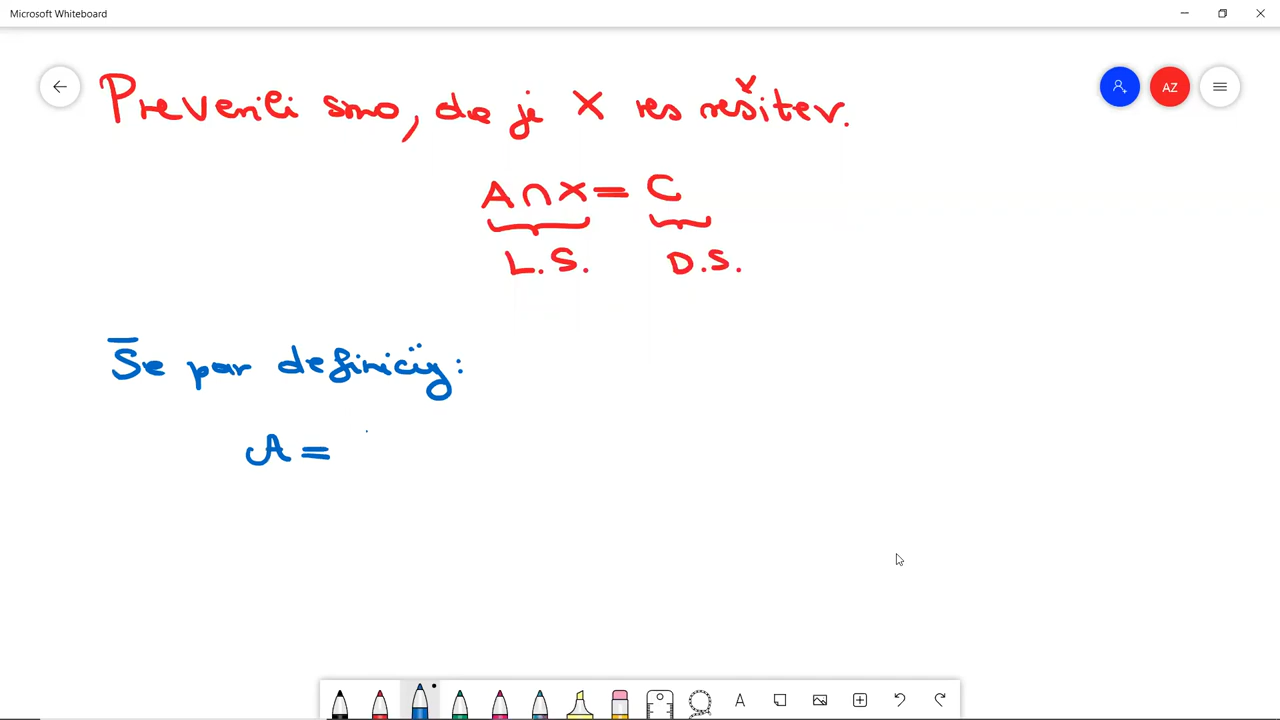 Microsoft Whiteboard
AZ
Preverili smo, da je X res rešitev.
A ∩ X = C
L.S. D.S.
Še par definicij:
𝒜 =
A